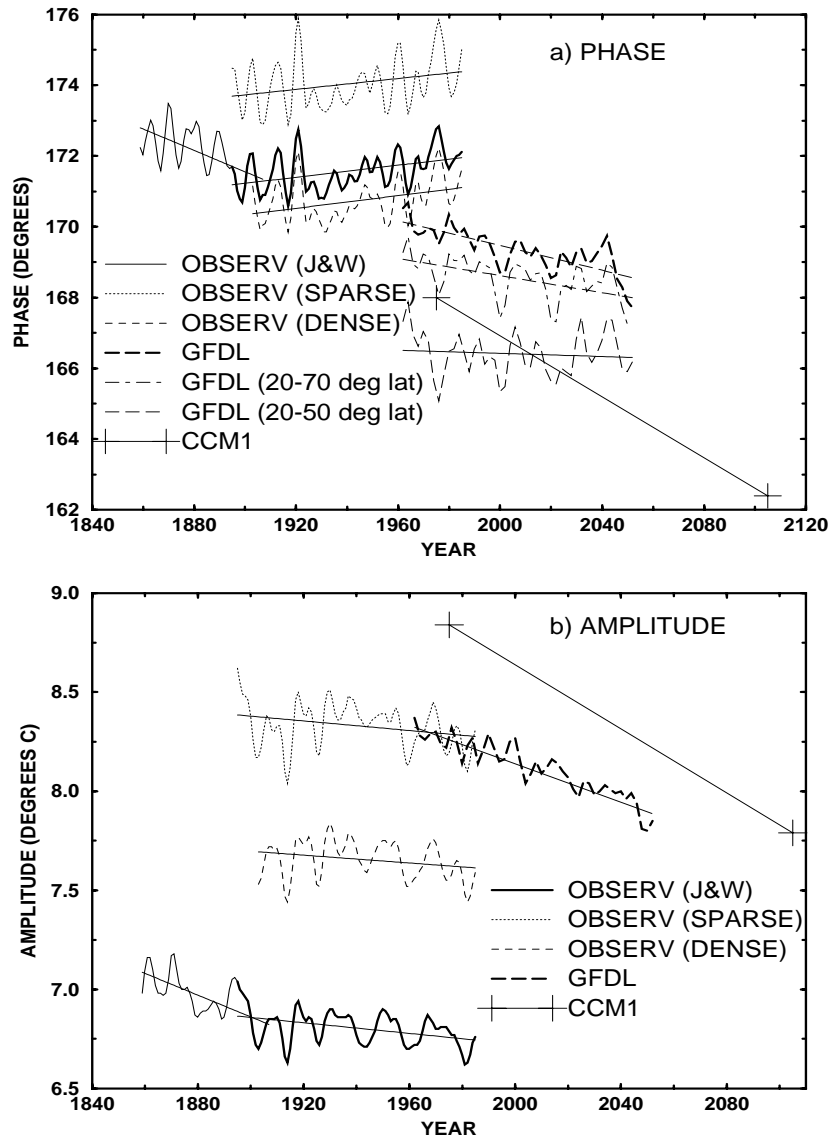 176
174
172
170
168
166
164
162
PHASE (DEGREES)
a) PHASE
OBSERV (J&W)
OBSERV (SPARSE)
OBSERV (DENSE)
GFDL
GFDL (20-70 deg lat)
GFDL (20-50 deg lat)
CCM1
1840 1880 1920 1960 2000 2040 2080 2120
YEAR
9.0
8.5
8.0
7.5
7.0
6.5
AMPLITUDE (DEGREES C)
b) AMPLITUDE
OBSERV (J&W)
OBSERV (SPARSE)
OBSERV (DENSE)
GFDL
CCM1
1840 1880 1920 1960 2000 2040 2080
YEAR